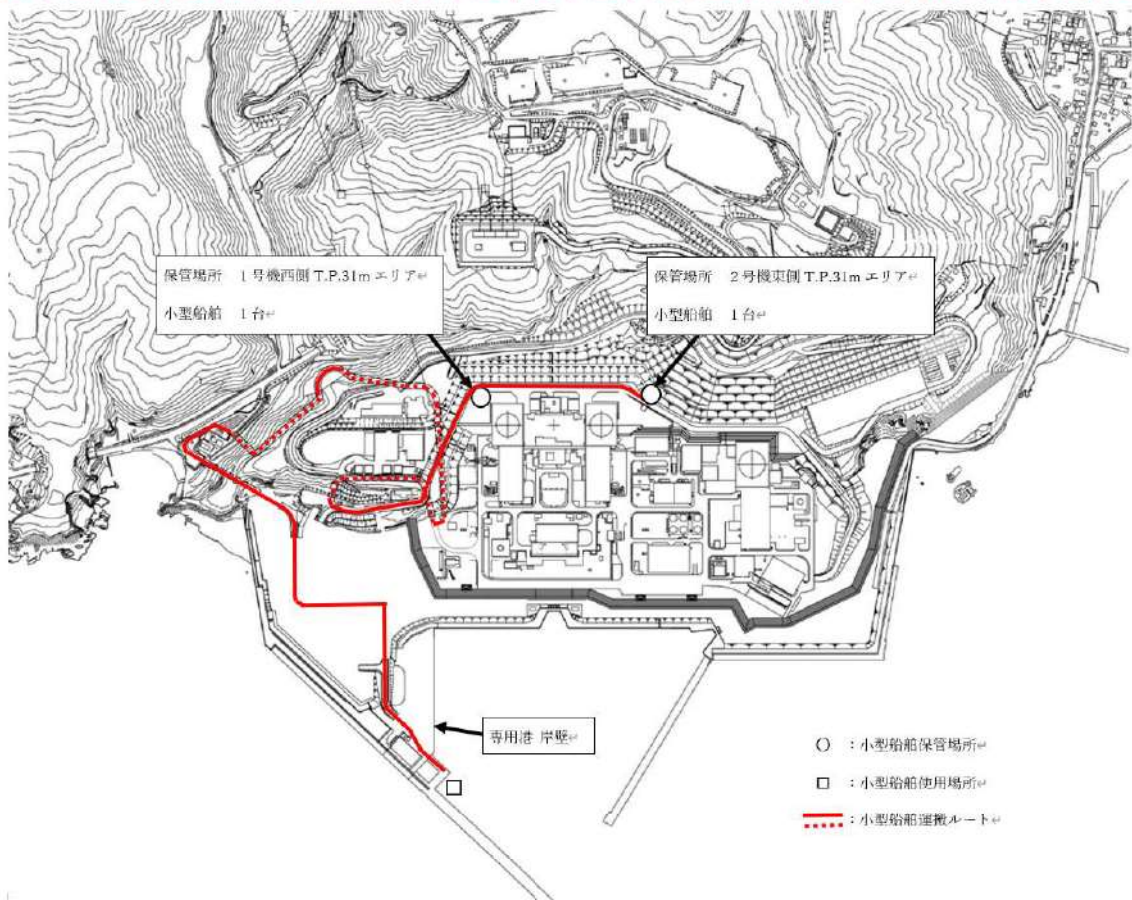 保管場所 1号機西側 T.P.31m エリア↵
小型船舶 1台↵
保管場所 2号機東側 T.P.31m エリア↵
小型船舶 1台↵
専用港 岸壁↵
○ :小型船舶保管場所↵
□ :小型船舶使用場所↵
:小型船舶運搬ルート↵